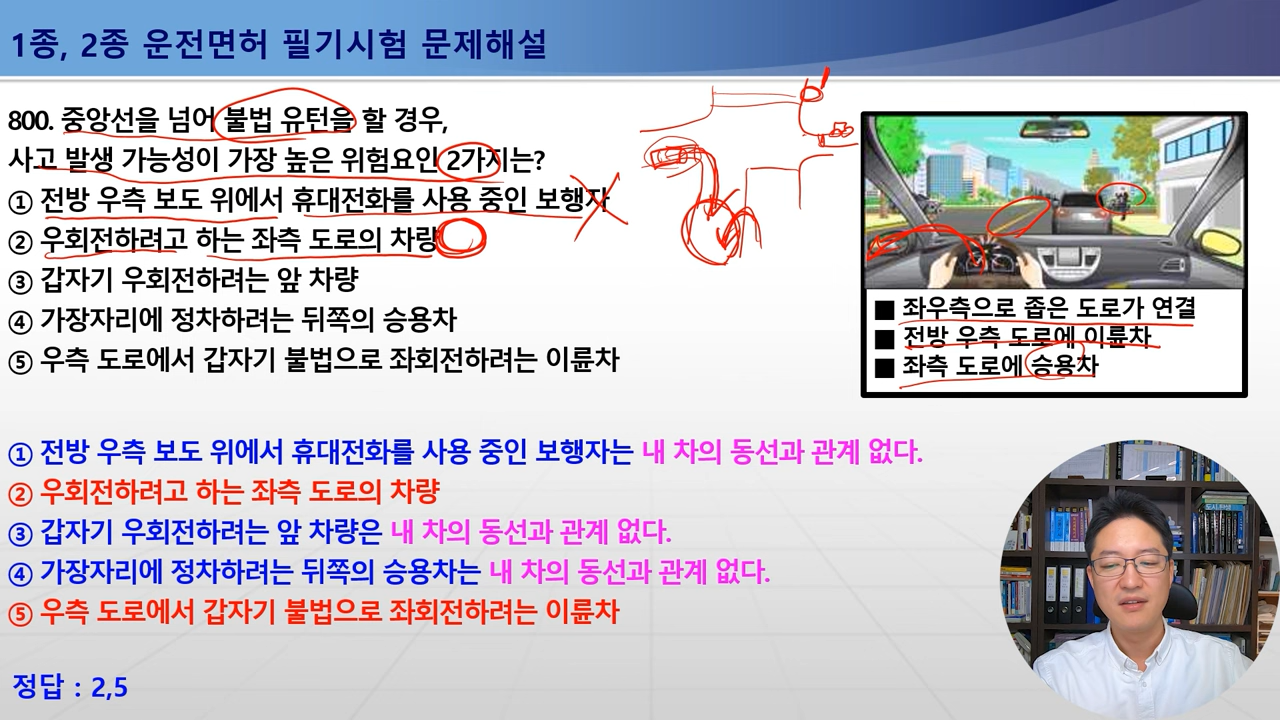 1종, 2종 운전면허 필기시험 문제해설
800. 중앙선을 넘어 불법 유턴을 할 경우,
사고 발생 가능성이 가장 높은 위험요인 2가지는?
① 전방 우측 보도 위에서 휴대전화를 사용 중인 보행자
② 우회전하려고 하는 좌측 도로의 차량
③ 갑자기 우회전하려는 앞 차량
④ 가장자리에 정차하려는 뒤쪽의 승용차
⑤ 우측 도로에서 갑자기 불법으로 좌회전하려는 이륜차
■ 좌우측으로 좁은 도로가 연결
■ 전방 우측 도로에 이륜차
■ 좌측 도로에 승용차
① 전방 우측 보도 위에서 휴대전화를 사용 중인 보행자는 내 차의 동선과 관계 없다.
② 우회전하려고 하는 좌측 도로의 차량
③ 갑자기 우회전하려는 앞 차량은 내 차의 동선과 관계 없다.
④ 가장자리에 정차하려는 뒤쪽의 승용차는 내 차의 동선과 관계 없다.
⑤ 우측 도로에서 갑자기 불법으로 좌회전하려는 이륜차
정답 : 2,5